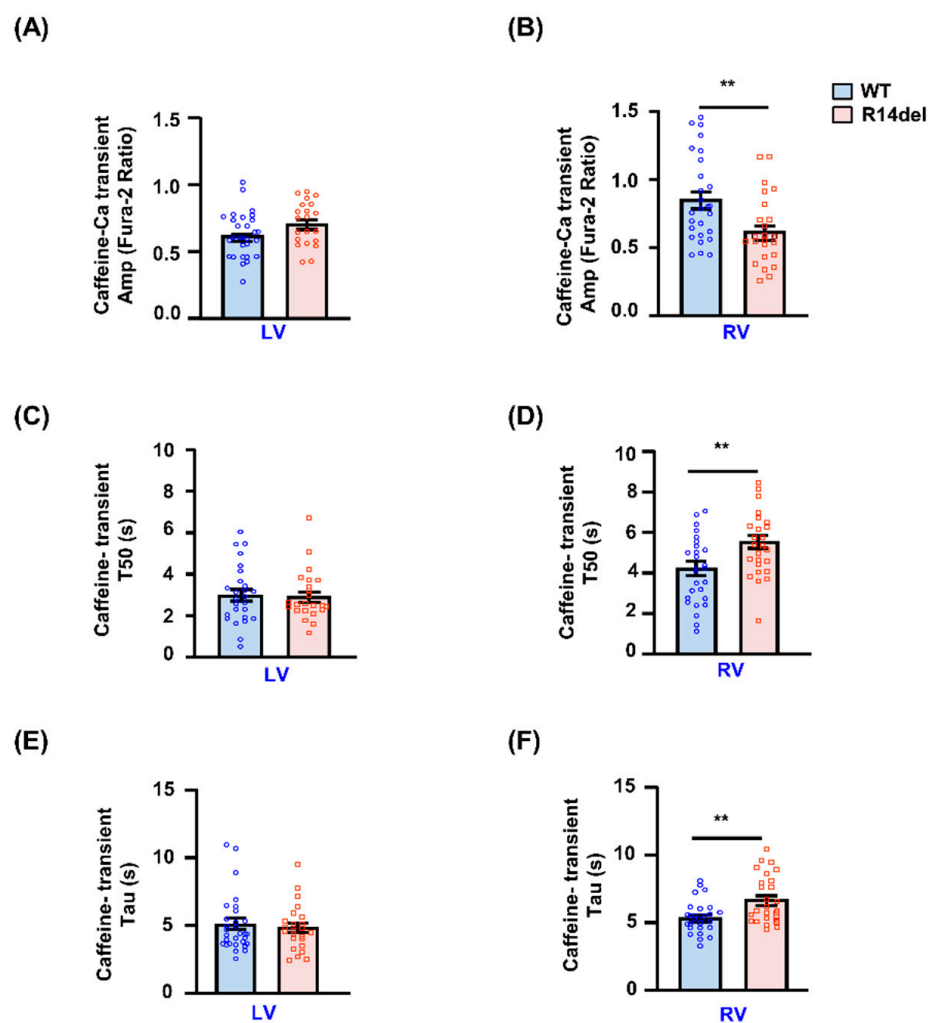 (A)
(B)
WT
R14del
Caffeine-Ca transient
Amp (Fura-2 Ratio)
1.5
1.0
0.5
0.0
LV
Caffeine-Ca transient
Amp (Fura-2 Ratio)
1.5
1.0
0.5
0.0
**
RV
(C)
(D)
Caffeine- transient
T50 (s)
10
8
6
4
2
0
LV
Caffeine- transient
T50 (s)
10
8
6
4
2
0
**
RV
(E)
(F)
Caffeine- transient
Tau (s)
15
10
5
0
LV
Caffeine- transient
Tau (s)
15
10
5
0
**
RV